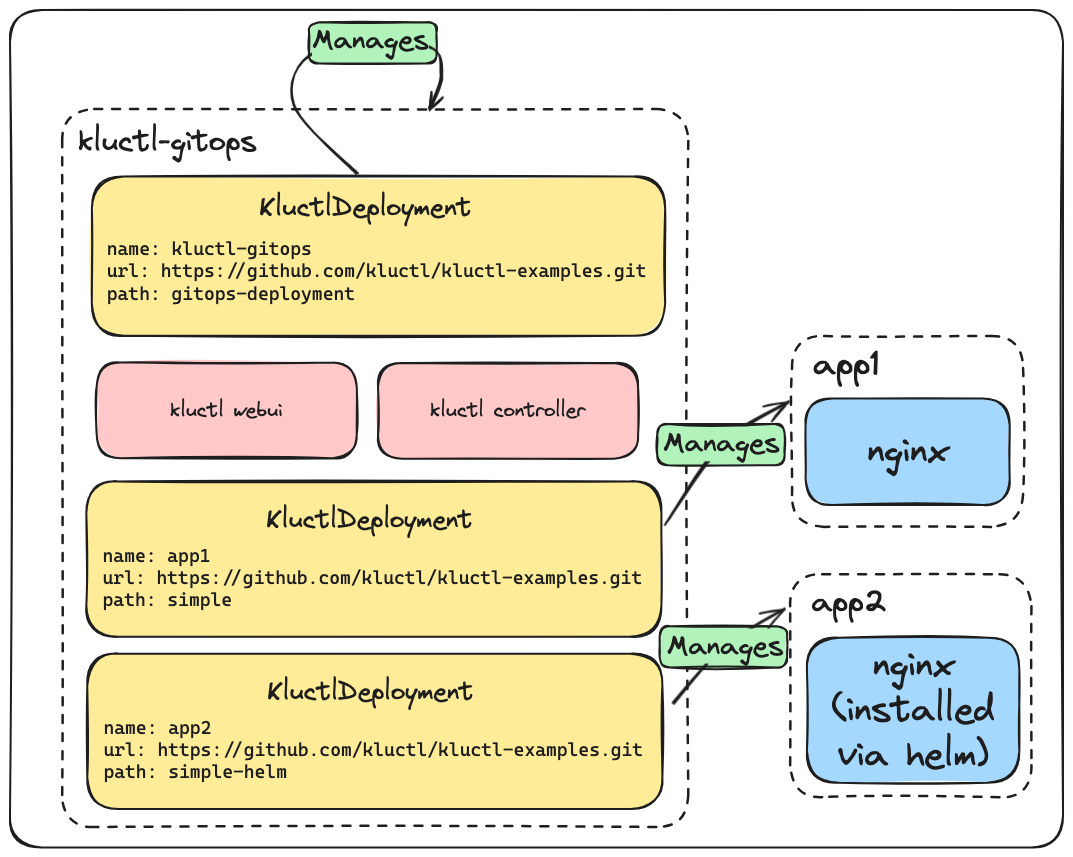 Manages
kluctl-gitops
KluctlDeployment
name: kluctl-gitops
url: https://github.com/kluctl/kluctl-examples.git
path: gitops-deployment
kluctl webui
kluctl controller
KluctlDeployment
name: app1
url: https://github.com/kluctl/kluctl-examples.git
path: simple
KluctlDeployment
name: app2
url: https://github.com/kluctl/kluctl-examples.git
path: simple-helm
Manages
app1
nginx
Manages
app2
nginx
(installed
via helm)